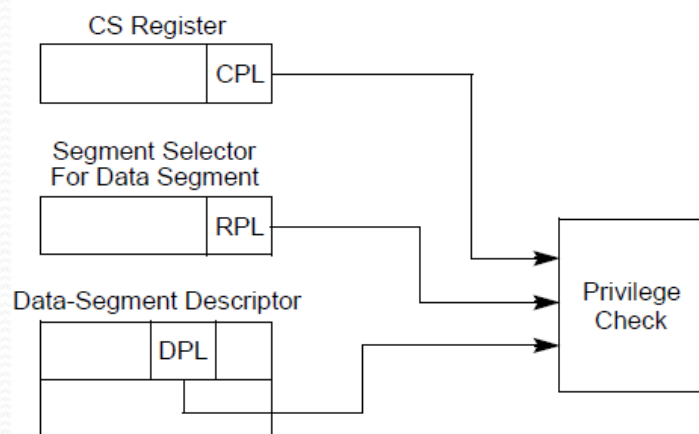 CS Register
CPL
Segment Selector
For Data Segment
RPL
Data-Segment Descriptor
DPL
Privilege
Check